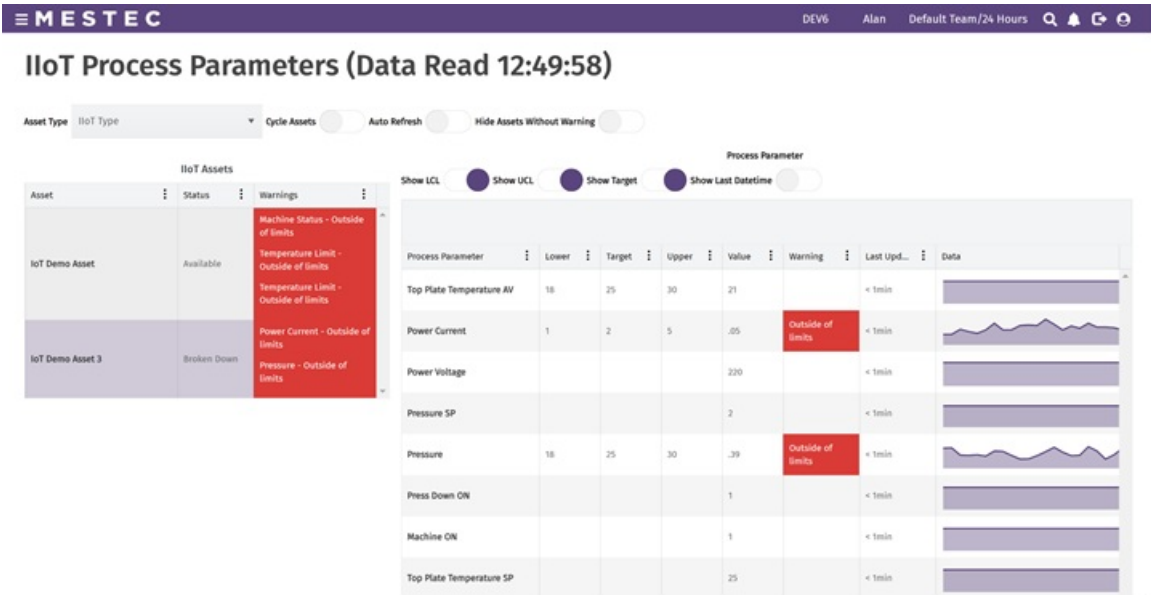 MESTEC
DEV6 Alan Default Team/24 Hours
IIoT Process Parameters (Data Read 12:49:58)
Asset Type IIoT Type Cycle Assets Auto Refresh Hide Assets Without Warning
IIoT Assets
Asset Status Warnings
IoT Demo Asset Available
Machine Status - Outside
of limits
Temperature Limit -
Outside of limits
Temperature Limit -
Outside of limits
IoT Demo Asset 3 Broken Down
Power Current - Outside of
limits
Pressure - Outside of
limits
Process Parameter
Show LCL Show UCL Show Target Show Last Datetime
Process Parameter Lower Target Upper Value Warning Last Upd... Data
Top Plate Temperature AV 18 25 30 21 < 1min
Power Current 1 2 5 .05 Outside of
limits < 1min
Power Voltage 220 < 1min
Pressure SP 2 < 1min
Pressure 18 25 30 .39 Outside of
limits < 1min
Press Down ON 1 < 1min
Machine ON 1 < 1min
Top Plate Temperature SP 25 < 1min